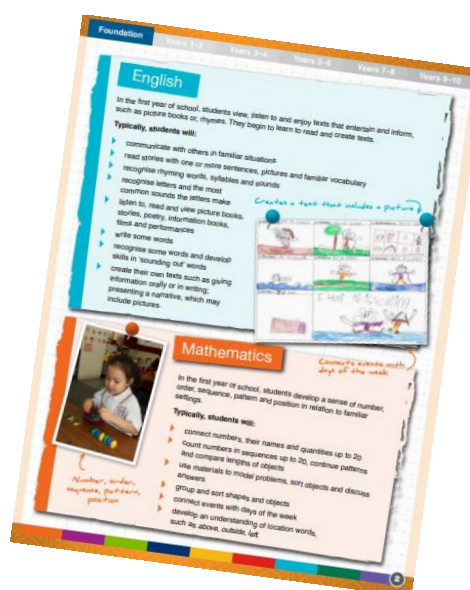 Foundation
Years 1–2
Years 3–4
Years 5–6
Years 7–8
Years 9–10
English
In the first year of school, students view, listen to and enjoy texts that entertain and inform,
such as picture books or, rhymes. They begin to learn to read and create texts.
Typically, students will:
communicate with others in familiar situations
read stories with one or more sentences, pictures and familiar vocabulary
recognise rhyming words, syllables and sounds
recognise letters and the most
common sounds the letters make
listen to, read and view picture books,
stories, poetry, information books,
films and performances
write some words
recognise some words and develop
skills in 'sounding out' words
create their own texts such as giving
information orally or in writing;
presenting a narrative, which may
include pictures.
Creates a text that includes a picture
Connects events with
days of the week
Mathematics
In the first year of school, students develop a sense of number,
order, sequence, pattern and position in relation to familiar
settings.
Typically, students will:
connect numbers, their names and quantities up to 20
count numbers in sequences up to 20, continue patterns
and compare lengths of objects
use materials to model problems, sort objects and discuss
answers
group and sort shapes and objects
connect events with days of the week
develop an understanding of location words,
such as above, outside, left.
Number, order,
sequence, pattern,
position
2